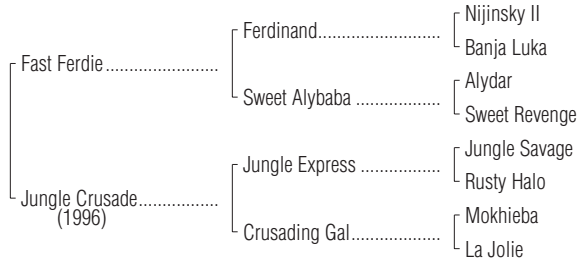 Nijinsky II
Ferdinand
Banja Luka
Fast Ferdie
Alydar
Sweet Alybaba
Sweet Revenge
Jungle Savage
Jungle Express
Rusty Halo
Jungle Crusade
(1996)
Mokhieba
Crusading Gal
La Jolie